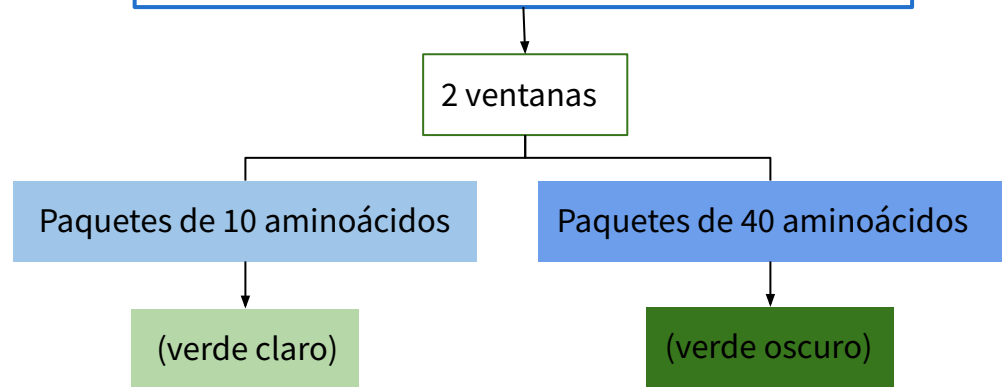 2 ventanas
Paquetes de 10 aminoácidos
Paquetes de 40 aminoácidos
(verde claro)
(verde oscuro)